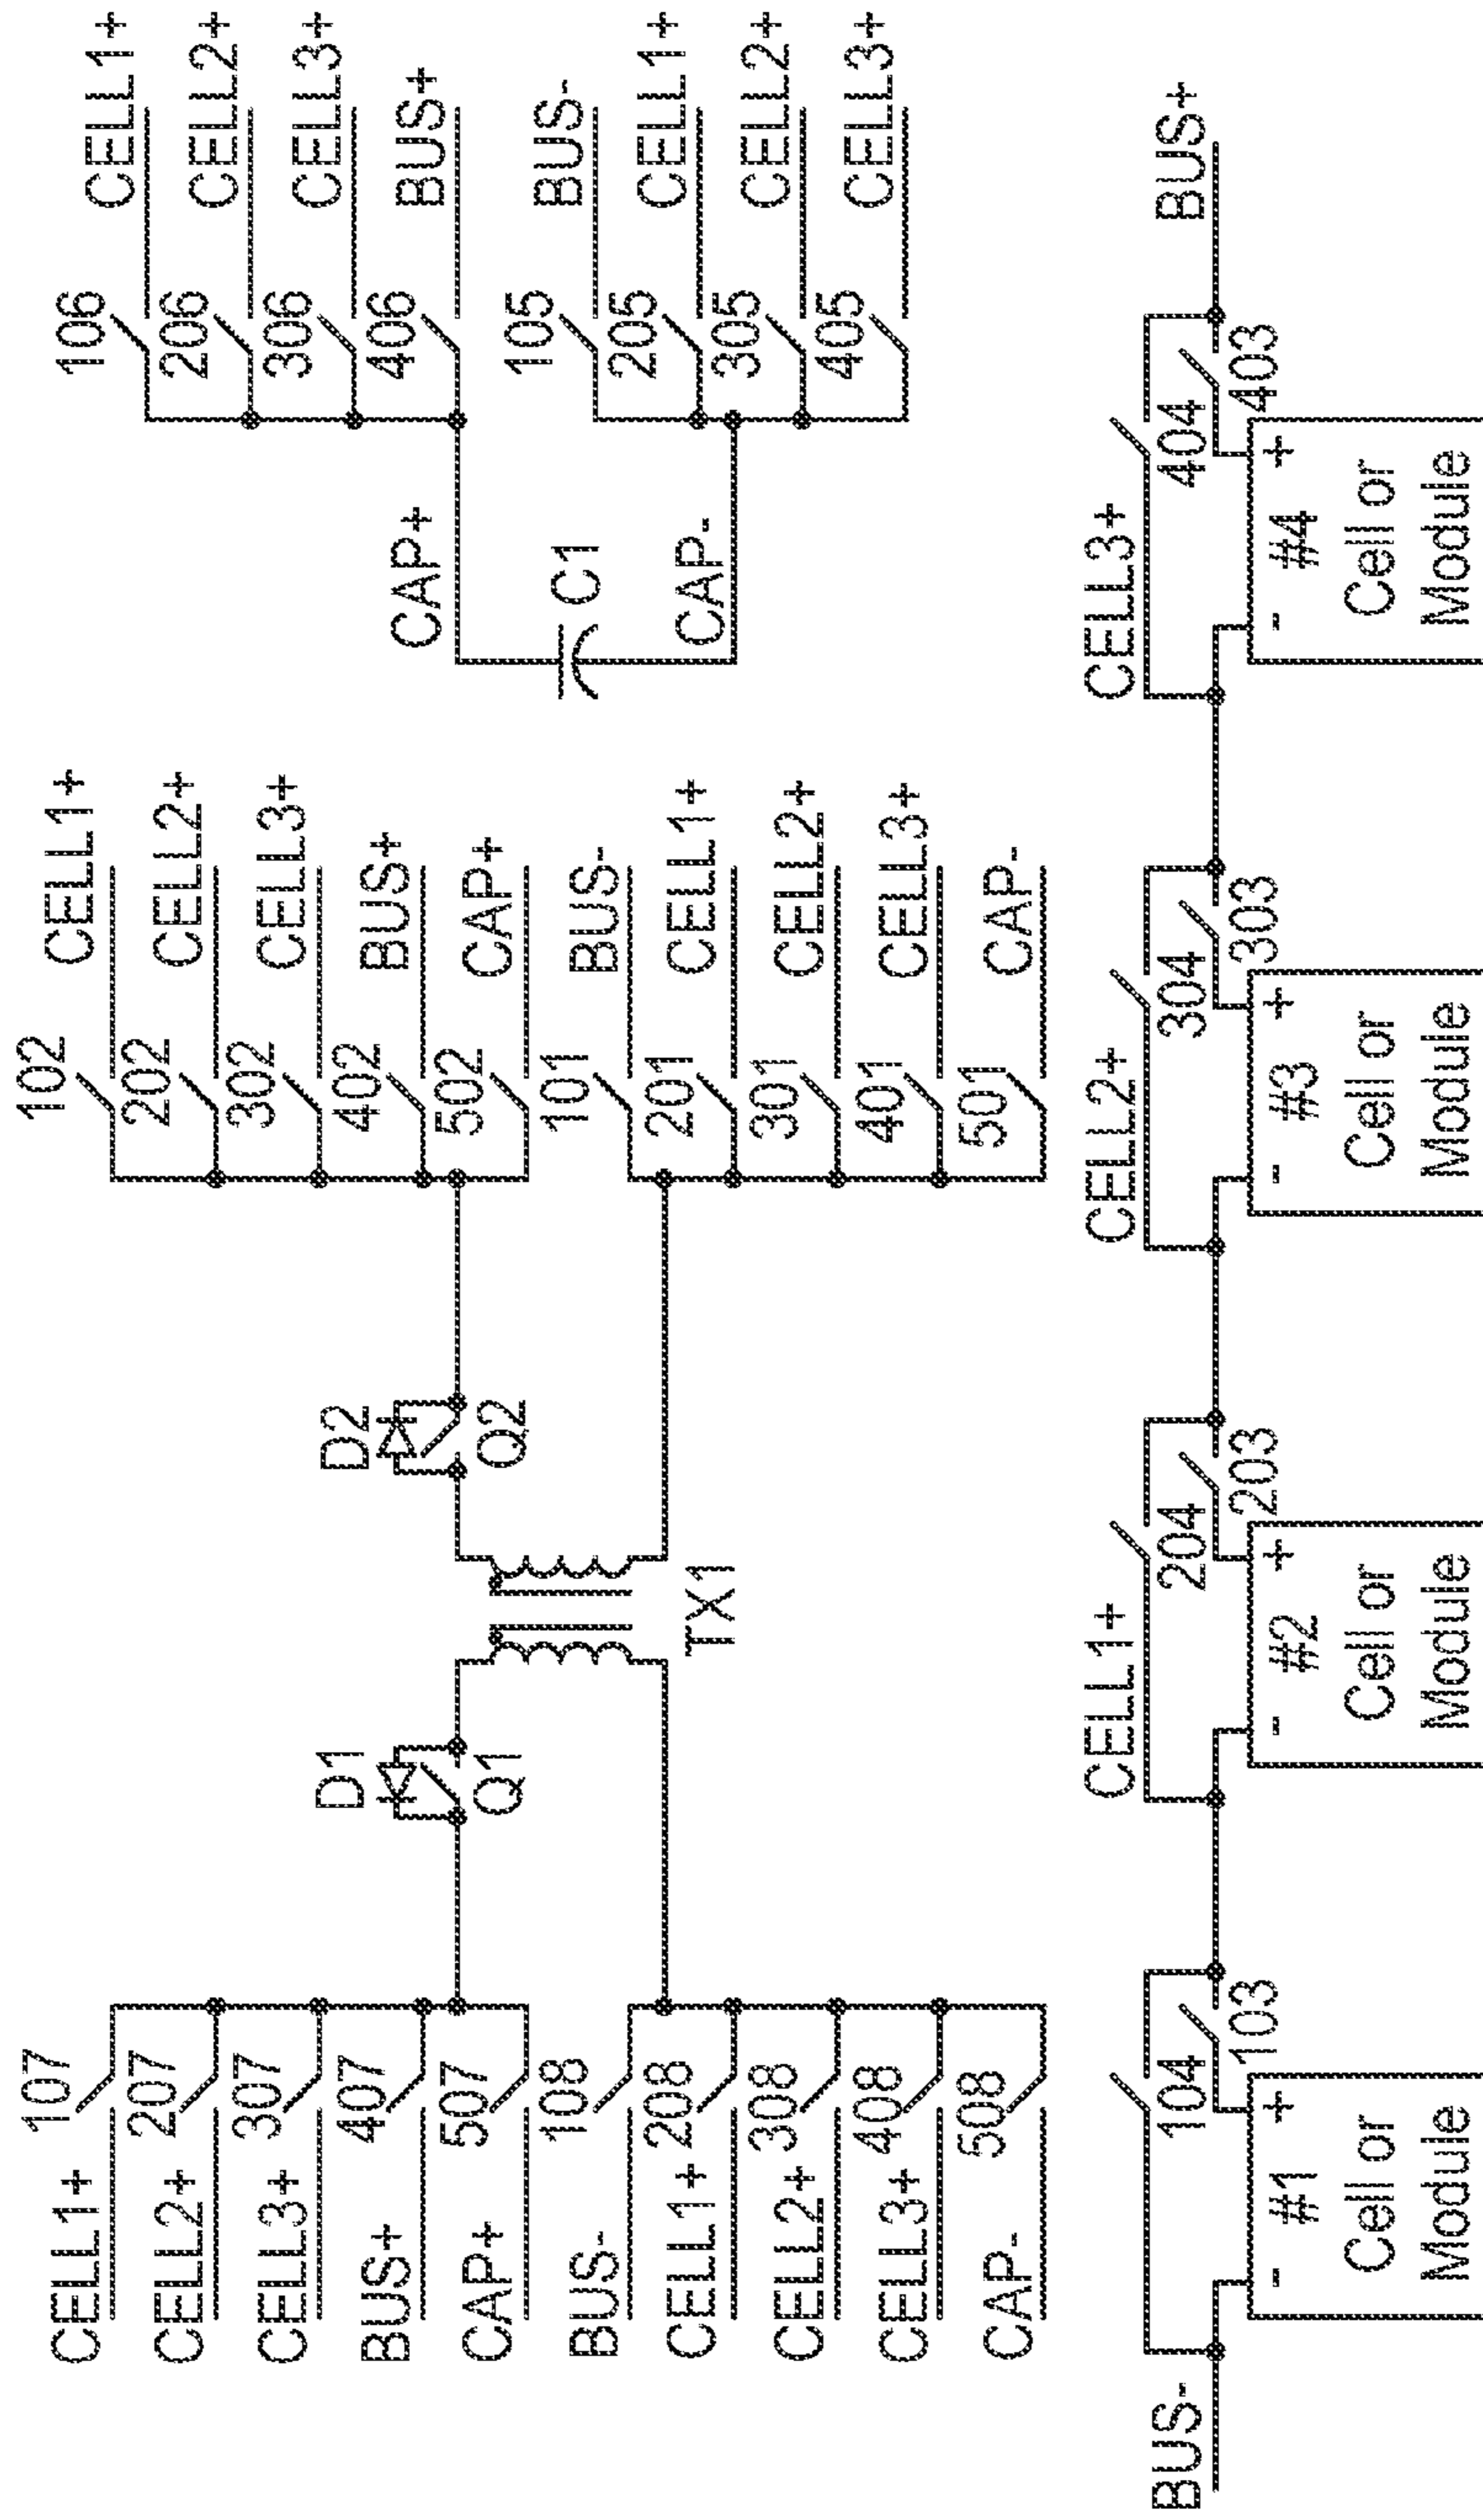 CELL1+ 107
CELL2+ 207
CELL3+ 307
BUS+ 407
CAP+ 507
BUS- 108
CELL1+ 208
CELL2+ 308
CELL3+ 408
CAP- 508
D1
Q1
TX1
D2
Q2
102 CELL1+
202 CELL2+
302 CELL3+
402 BUS+
502 CAP+
101 BUS-
201 CELL1+
301 CELL2+
401 CELL3+
501 CAP-
CAP+
C1
CAP-
106 CELL1+
206 CELL2+
306 CELL3+
406 BUS+
105 BUS-
205 CELL1+
305 CELL2+
405 CELL3+
BUS-
104
103
- #1 +
Cell or
Module
CELL1+
204
203
- #2 +
Cell or
Module
CELL2+
304
303
- #3 +
Cell or
Module
CELL3+
404
403
- #4 +
Cell or
Module
BUS+